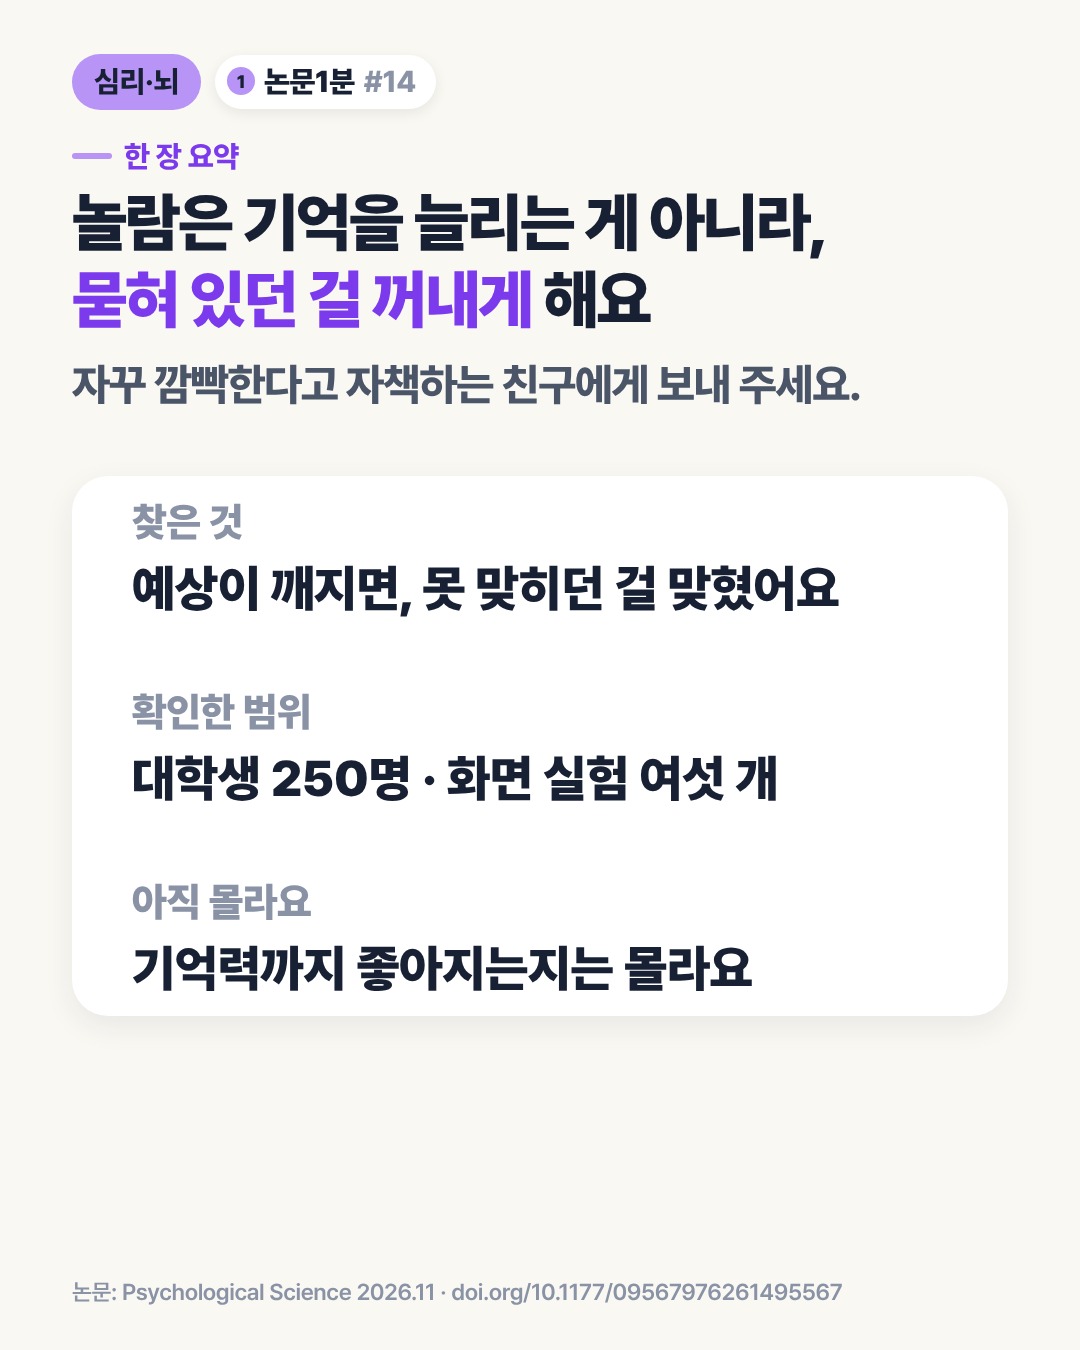 심리·뇌
1 논문1분 #14
한 장 요약
놀람은 기억을 늘리는 게 아니라,
묻혀 있던 걸 꺼내게 해요
자꾸 깜빡한다고 자책하는 친구에게 보내 주세요.
찾은 것
예상이 깨지면, 못 맞히던 걸 맞혔어요
확인한 범위
대학생 250명 · 화면 실험 여섯 개
아직 몰라요
기억력까지 좋아지는지는 몰라요
논문: Psychological Science 2026.11 · doi.org/10.1177/09567976261495567